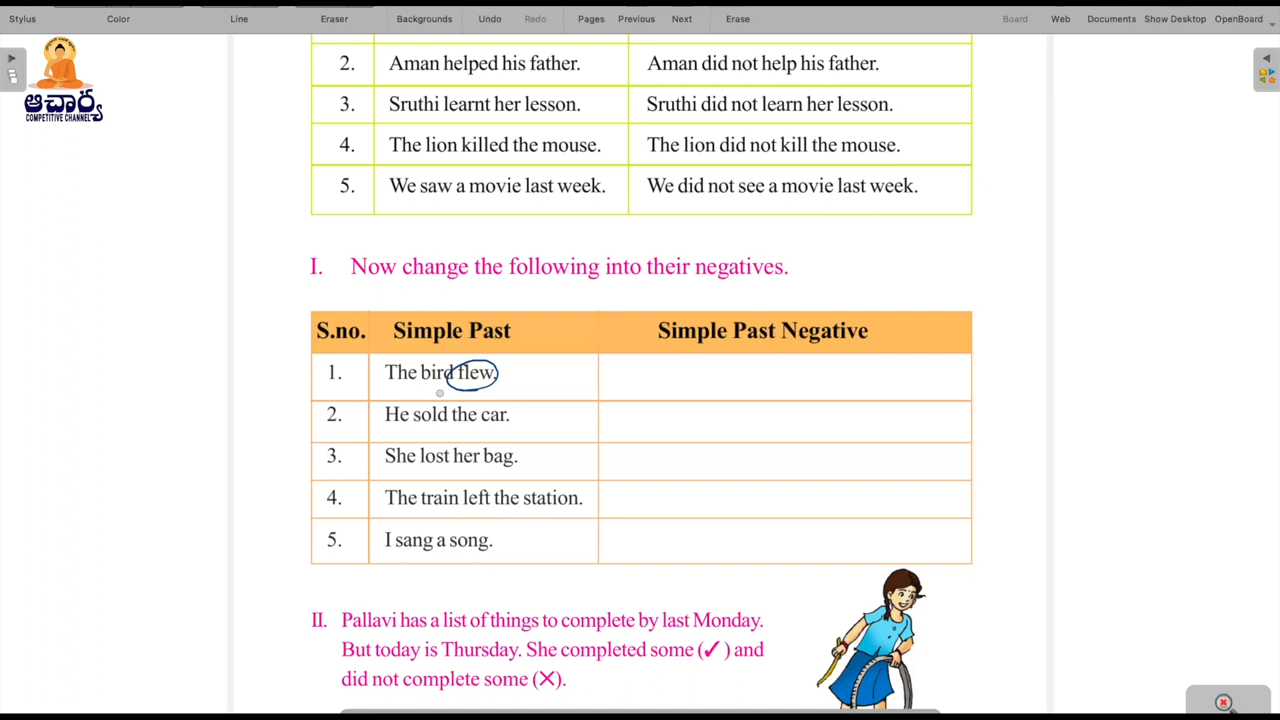 Stylus Color Line Eraser Backgrounds Undo Redo Pages Previous Next Erase Board Web Documents Show Desktop OpenBoard
ಆಚಾರ್ಯ
COMPETITIVE CHANNEL
2. Aman helped his father. Aman did not help his father.
3. Sruthi learnt her lesson. Sruthi did not learn her lesson.
4. The lion killed the mouse. The lion did not kill the mouse.
5. We saw a movie last week. We did not see a movie last week.
I. Now change the following into their negatives.
S.no. Simple Past Simple Past Negative
1. The bird flew.
2. He sold the car.
3. She lost her bag.
4. The train left the station.
5. I sang a song.
II. Pallavi has a list of things to complete by last Monday.
But today is Thursday. She completed some (✓) and
did not complete some (✕).